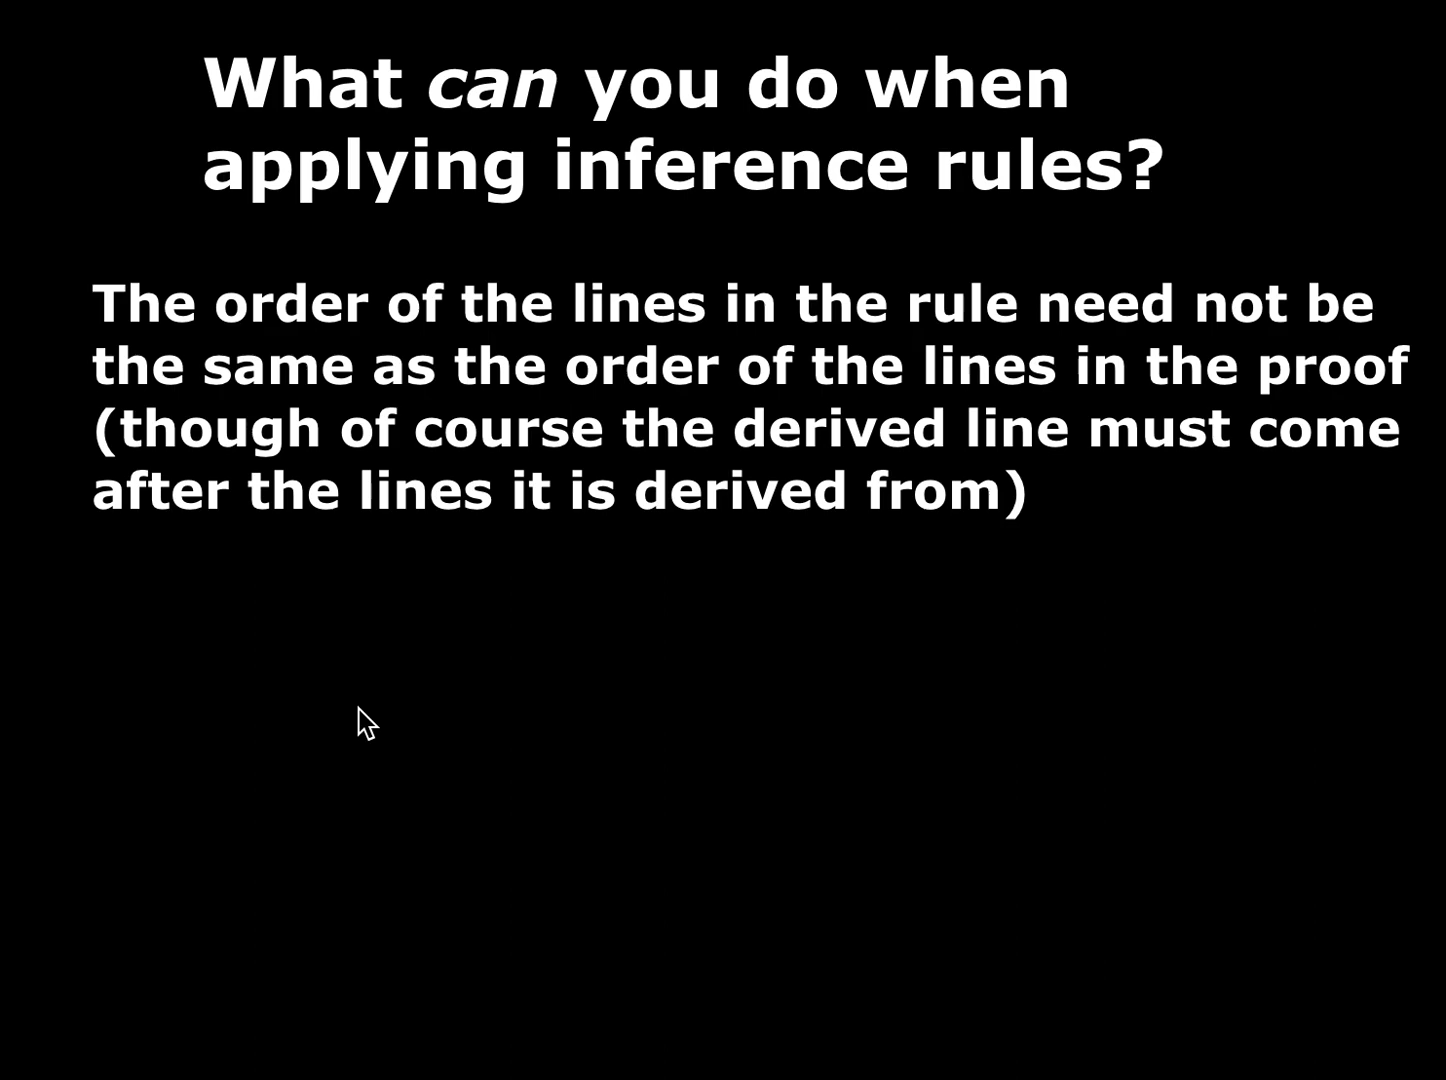 What can you do when
applying inference rules?
The order of the lines in the rule need not be
the same as the order of the lines in the proof
(though of course the derived line must come
after the lines it is derived from)